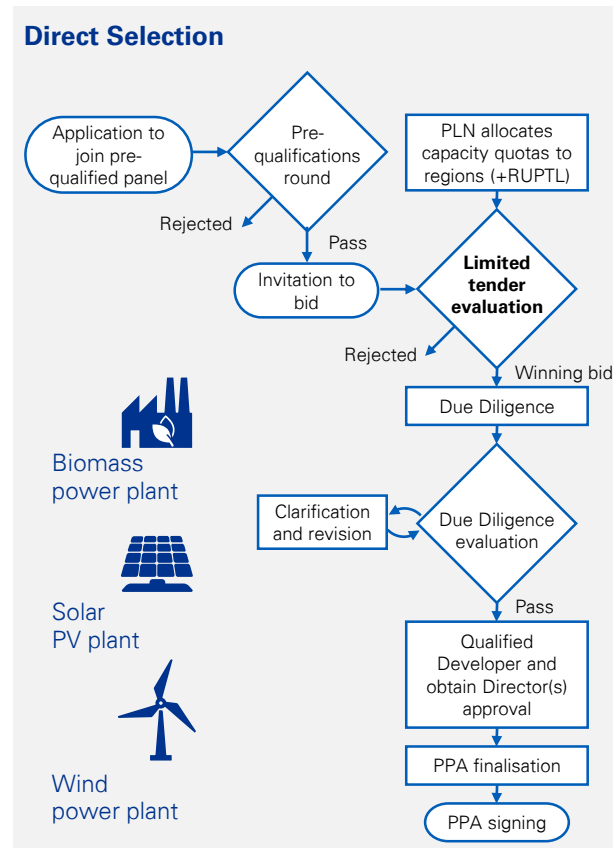 Direct Selection
Application to
join pre-
qualified panel
Pre-
qualifications
round
PLN allocates
capacity quotas to
regions (+RUPTL)
Rejected
Pass
Invitation to
bid
Limited
tender
evaluation
Rejected
Winning bid
Due Diligence
Biomass
power plant
Clarification
and revision
Due Diligence
evaluation
Solar
PV plant
Pass
Qualified
Developer and
obtain Director(s)
approval
PPA finalisation
Wind
power plant
PPA signing